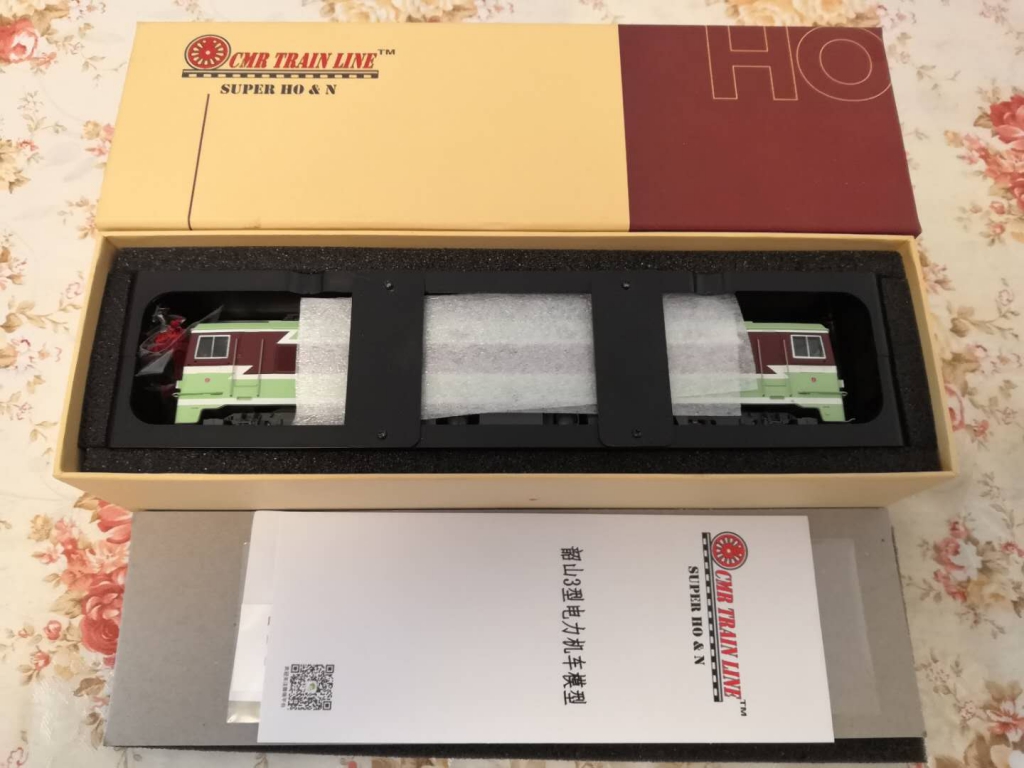 CMR TRAIN LINE™
SUPER HO & N
HO
CMR TRAIN LINE™
SUPER HO & N
韶山3型电力机车模型